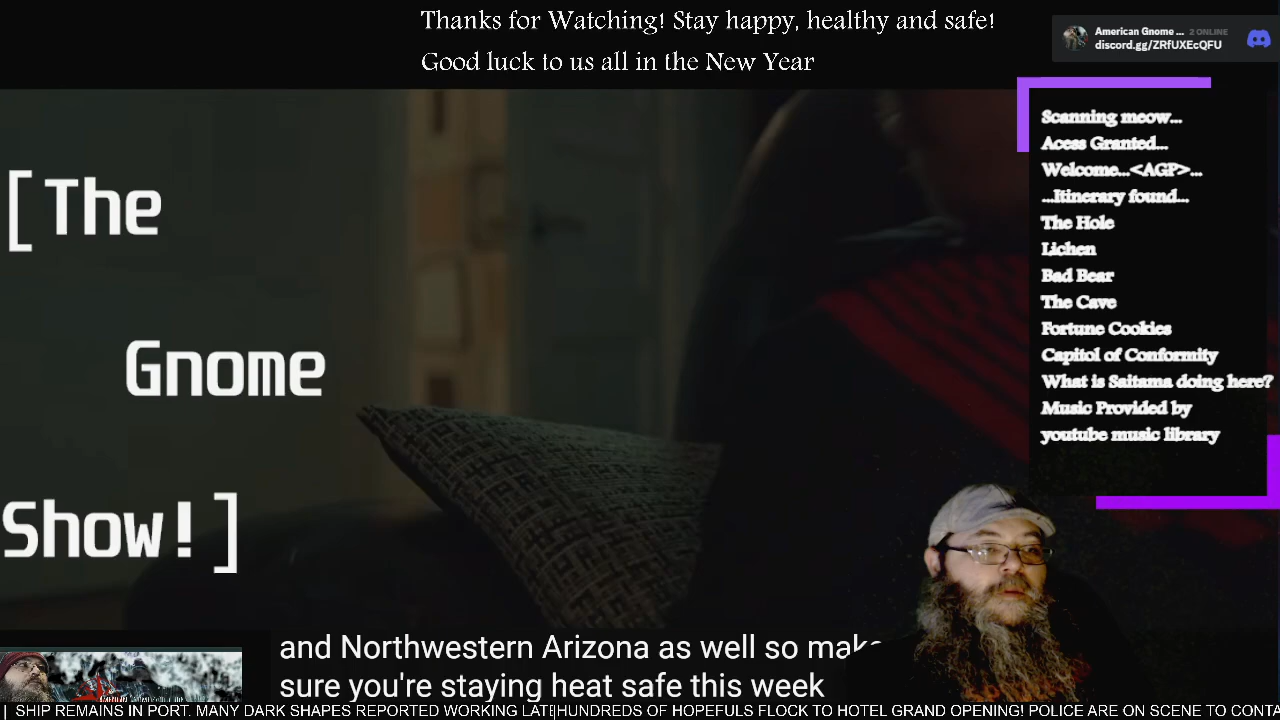 Thanks for Watching! Stay happy, healthy and safe!
Good luck to us all in the New Year
American Gnome ... 2 ONLINE
discord.gg/ZRfUXEcQFU
Scanning meow...
Acess Granted...
Welcome...<AGP>...
...Itinerary found...
The Hole
Lichen
Bad Bear
The Cave
Fortune Cookies
Capitol of Conformity
What is Saitama doing here?
Music Provided by
youtube music library
[The
Gnome
Show!]
and Northwestern Arizona as well so make
sure you're staying heat safe this week
| SHIP REMAINS IN PORT. MANY DARK SHAPES REPORTED WORKING LATE HUNDREDS OF HOPEFULS FLOCK TO HOTEL GRAND OPENING! POLICE ARE ON SCENE TO CONTA